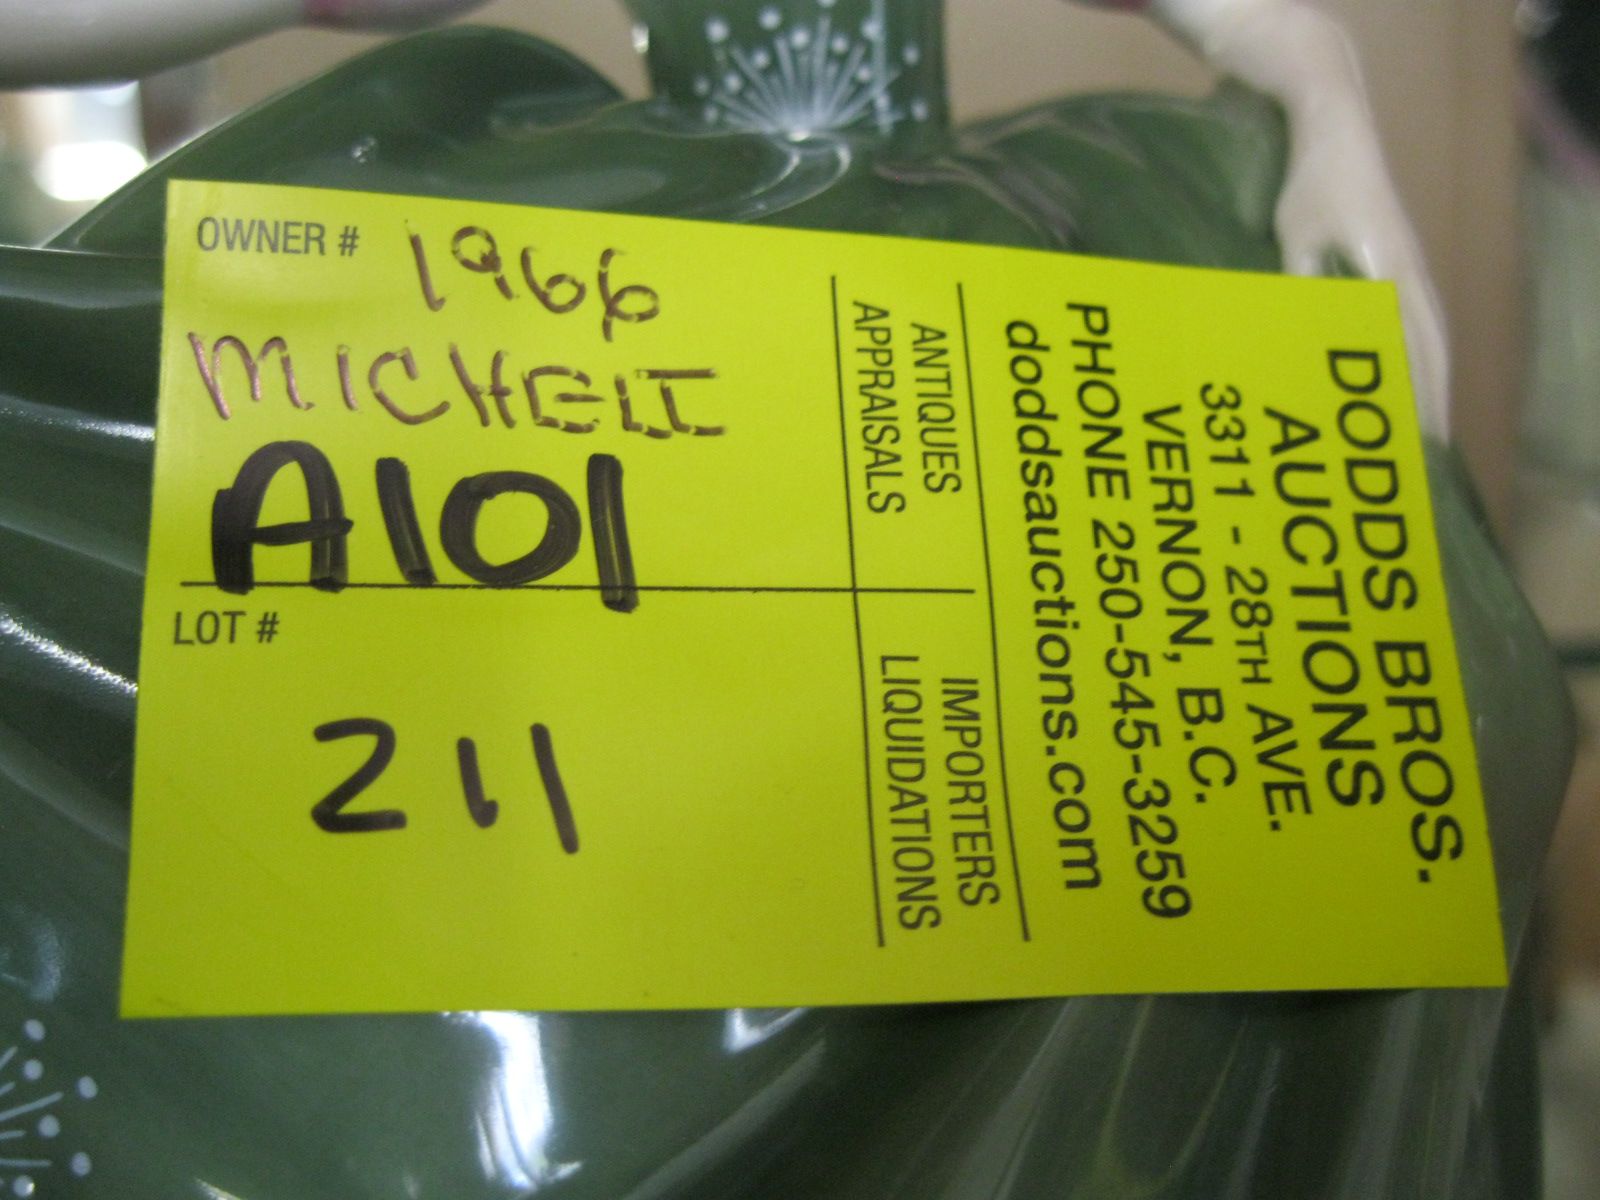 OWNER # 1966
A101
LOT #
211
ANTIQUES
APPRAISALS
IMPORTERS
LIQUIDATIONS
DODDS BROS.
AUCTIONS
3311 - 28TH AVE.
VERNON, B.C.
PHONE 250-545-3259
doddsauctions.com